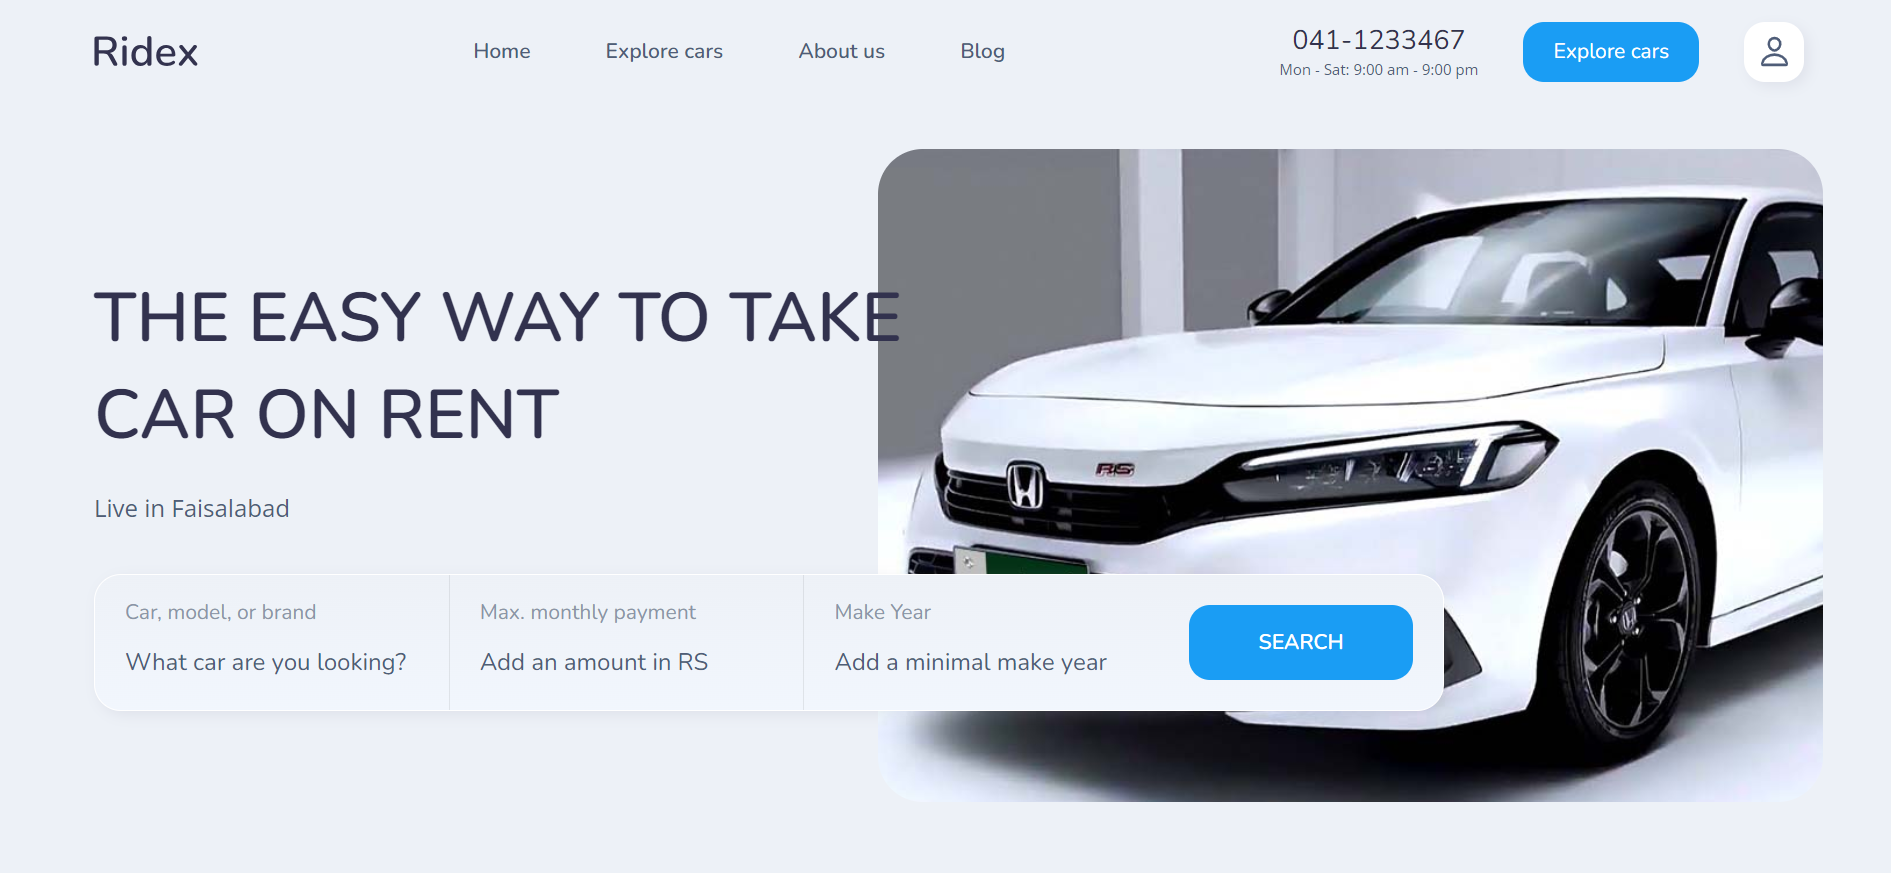 Ridex
Home
Explore cars
About us
Blog
041-1233467
Mon - Sat: 9:00 am - 9:00 pm
Explore cars
THE EASY WAY TO TAKE
CAR ON RENT
RS
Live in Faisalabad
Car, model, or brand
What car are you looking?
Max. monthly payment
Add an amount in RS
Make Year
Add a minimal make year
SEARCH